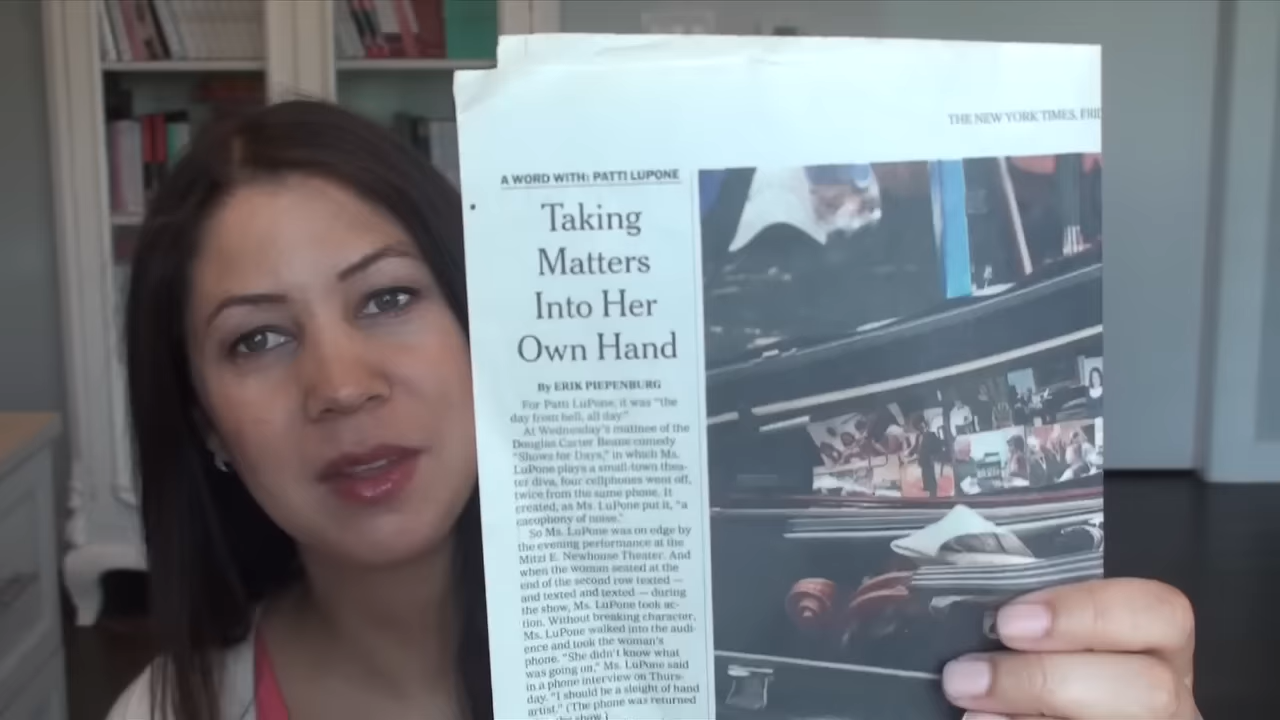 THE NEW YORK TIMES, FRID
A WORD WITH: PATTI LUPONE
Taking
Matters
Into Her
Own Hand
By ERIK PIEPENBURG
For Patti LuPone, it was “the
day from hell, all day.”
At Wednesday’s matinee of the
Douglas Carter Beane comedy
“Shows for Days,” in which Ms.
LuPone plays a small-town thea-
ter diva, four cellphones went off,
twice from the same phone. It
created, as Ms. LuPone put it, “a
cacophony of noise.”
So Ms. LuPone was on edge by
the evening performance at the
Mitzi E. Newhouse Theater. And
when the woman seated at the
end of the second row texted —
and texted and texted — during
the show, Ms. LuPone took ac-
tion. Without breaking character,
Ms. LuPone walked into the audi-
ence and took the woman’s
phone. “She didn’t know what
was going on,” Ms. LuPone said
in a phone interview on Thurs-
day. “I should be a sleight of hand
artist.” (The phone was returned
the show.)